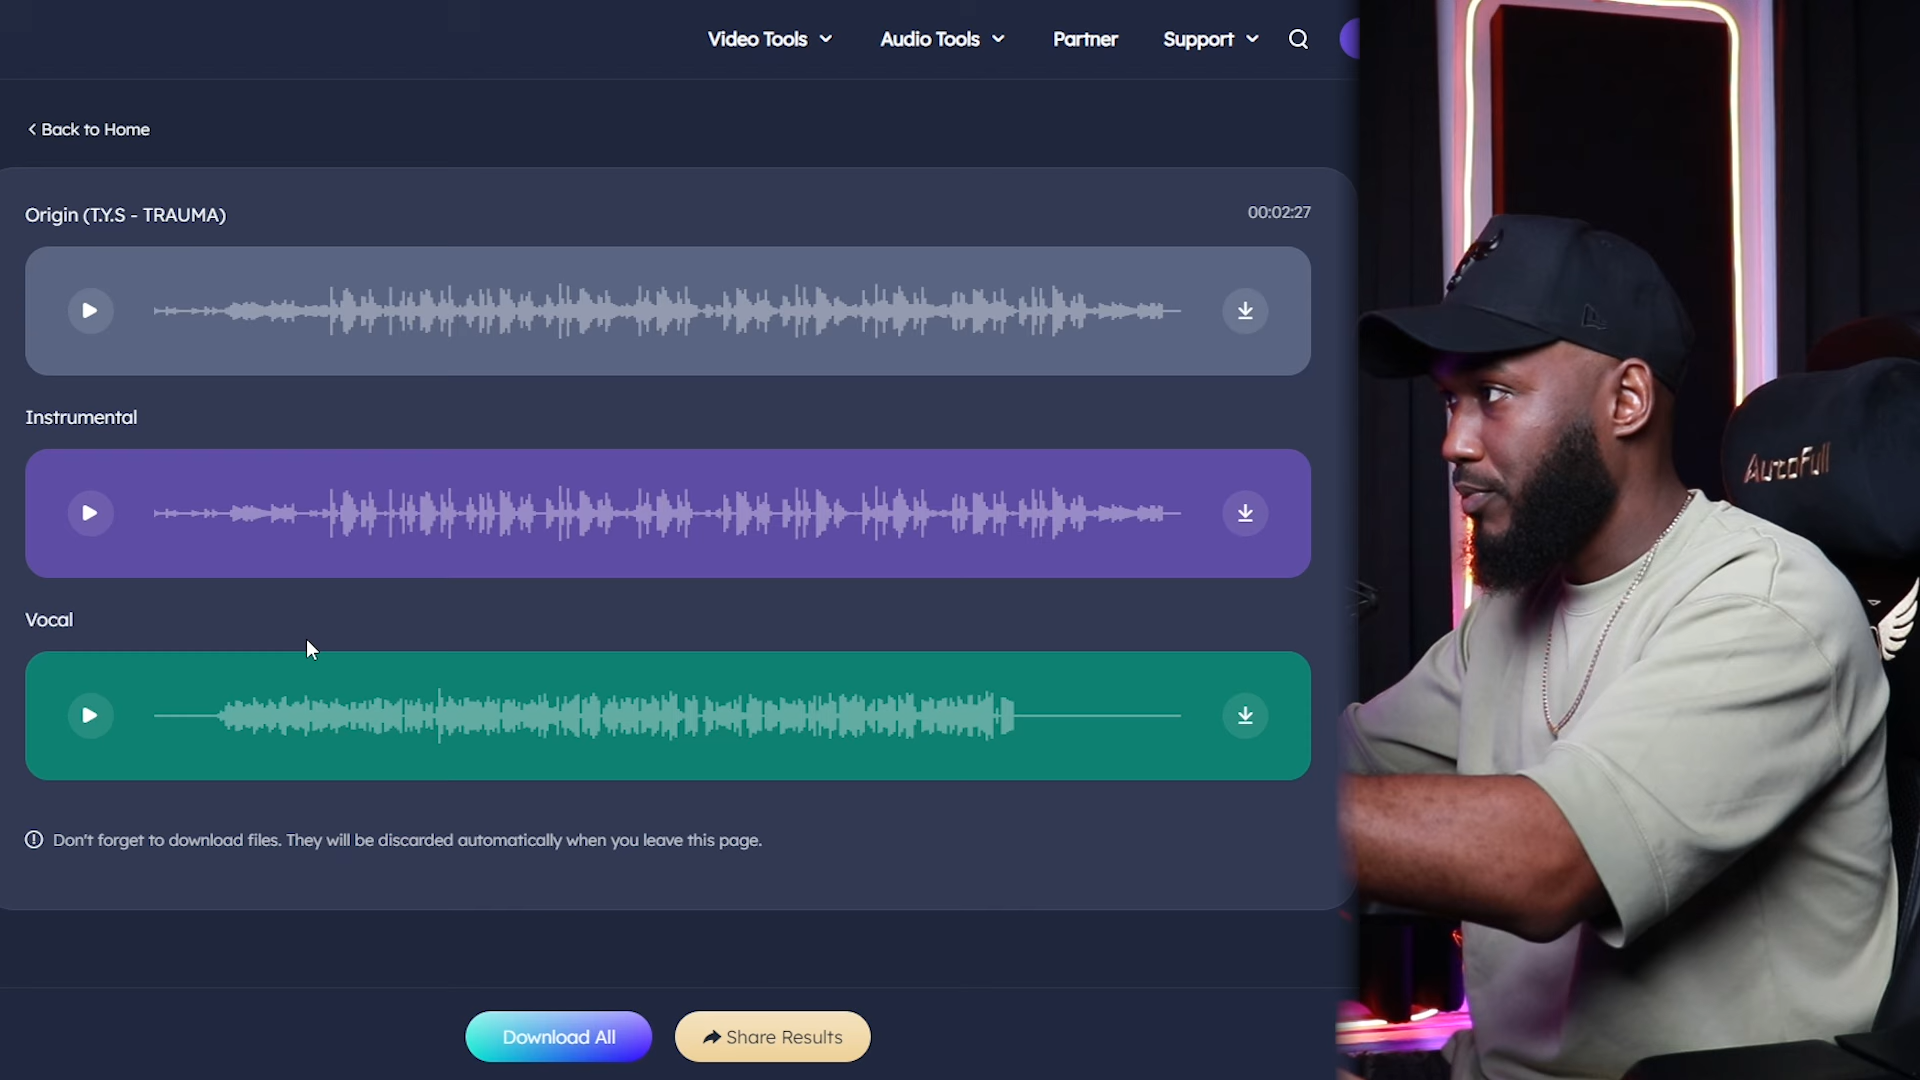 Video Tools
Audio Tools
Partner
Support
Back to Home
Origin (T.Y.S - TRAUMA)
00:02:27
Instrumental
Vocal
Don't forget to download files. They will be discarded automatically when you leave this page.
Download All
Share Results
Autofull